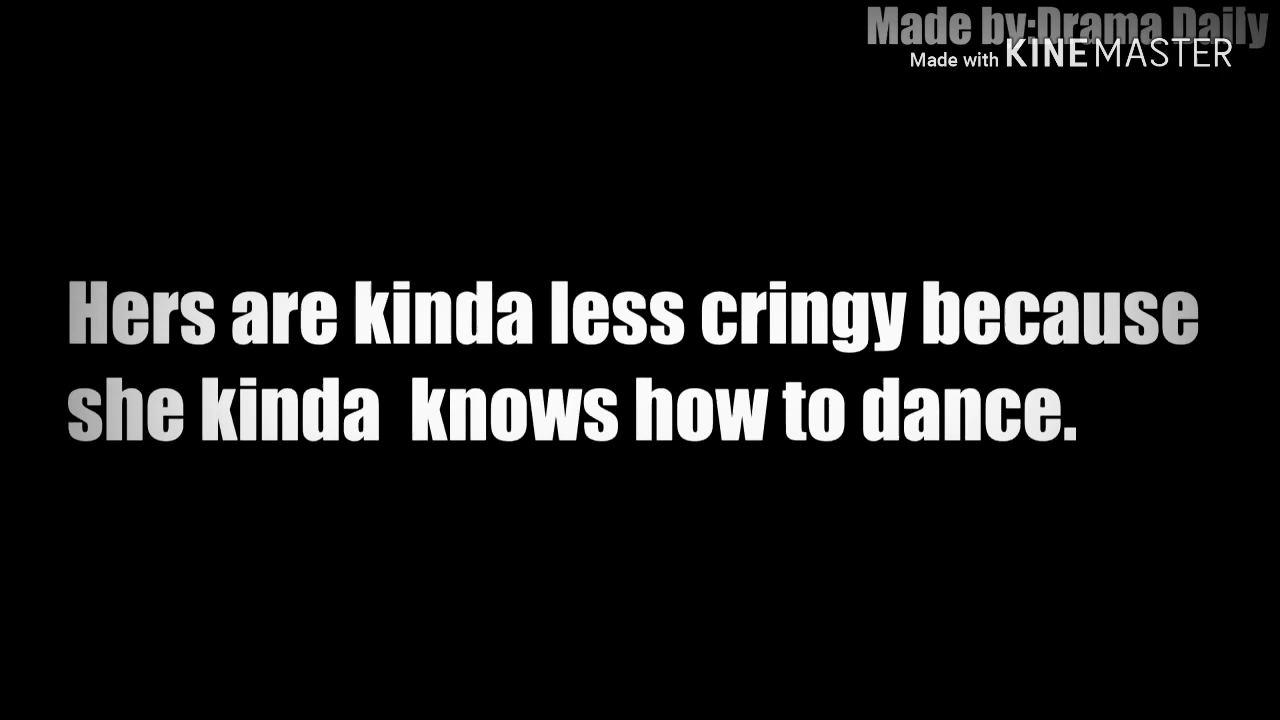 Made by:Drama Daily
Made with KINEMASTER
Hers are kinda less cringy because
she kinda  knows how to dance.